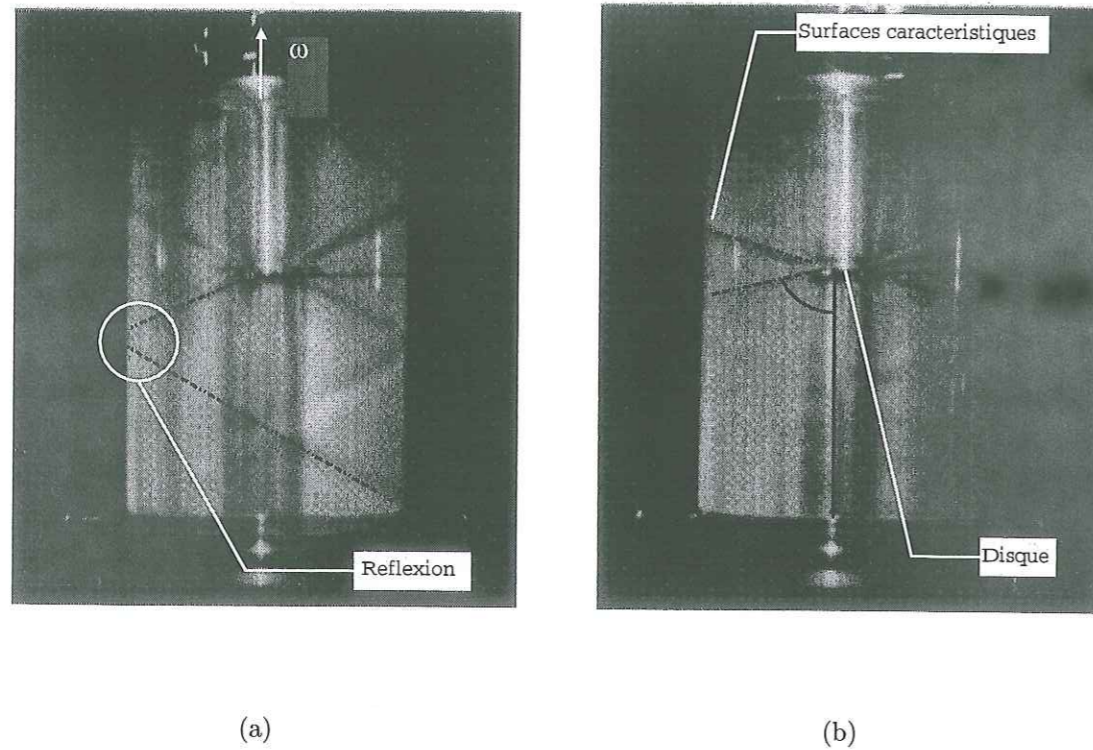 ω
Surfaces caracteristiques
Reflexion
Disque
(a)
(b)